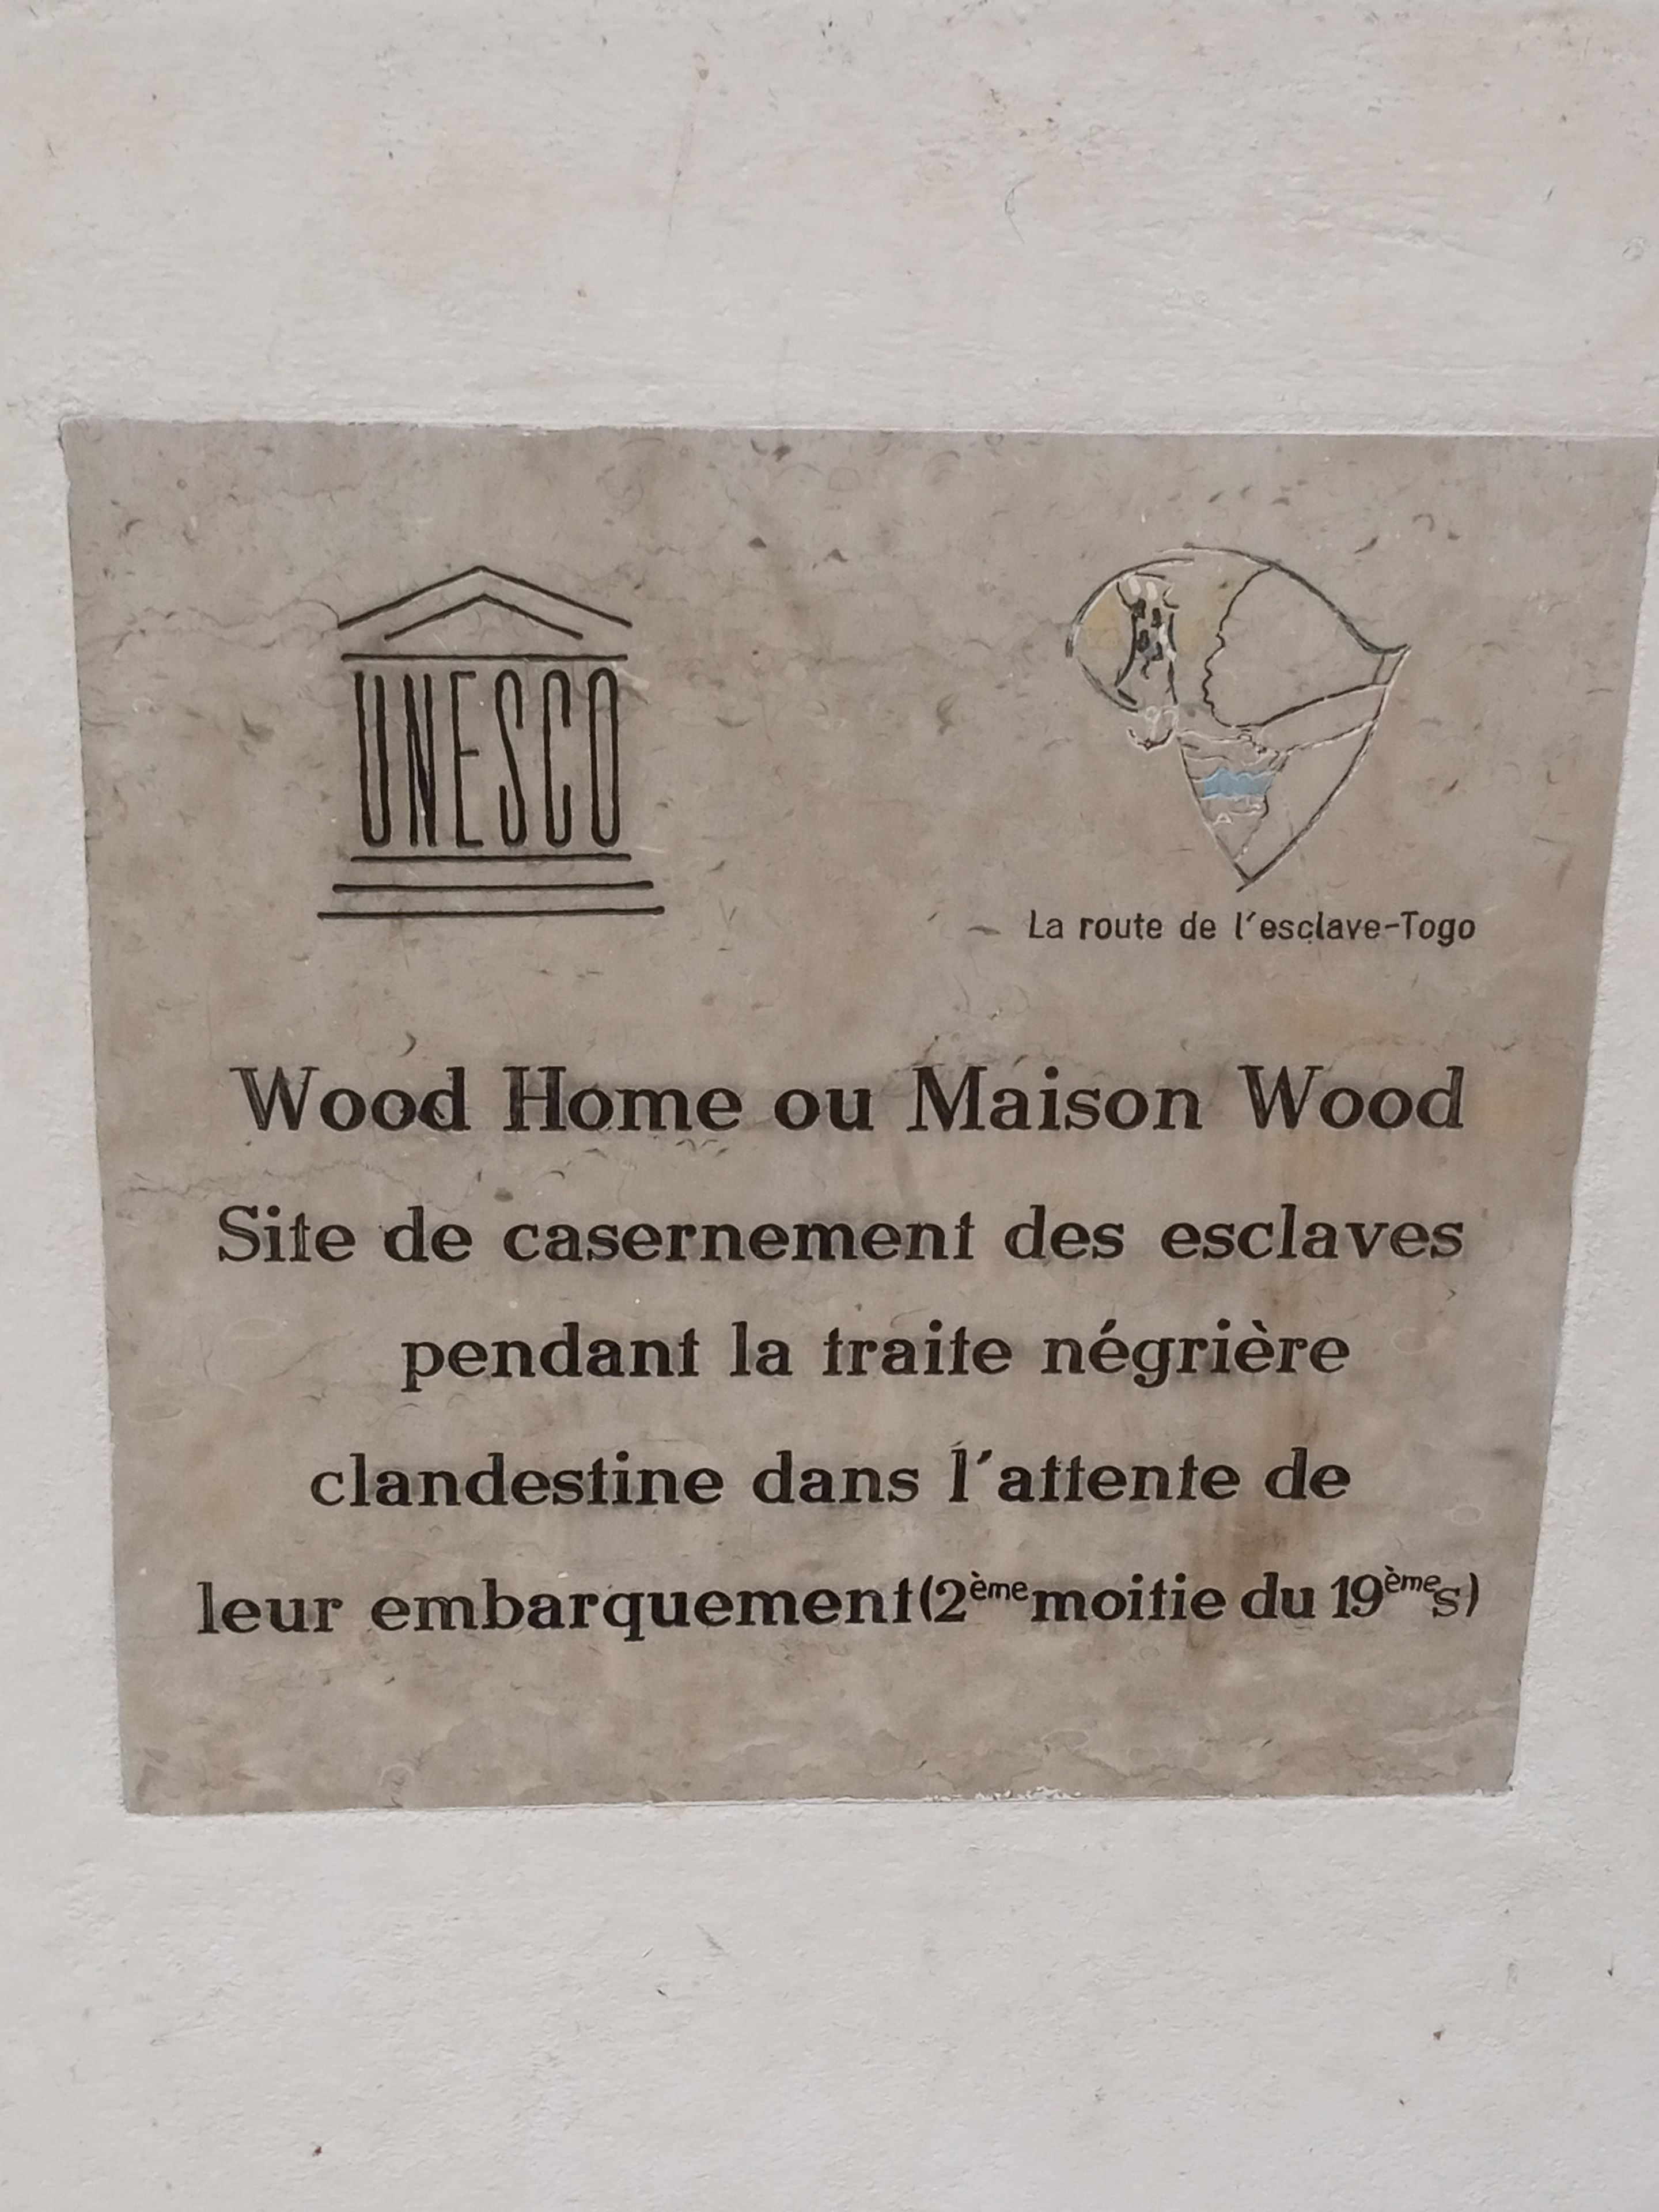 UNESCO
La route de l'esclave-Togo
Wood Home ou Maison Wood
Site de casernement des esclaves
pendant la traite négrière
clandestine dans l'attente de
leur embarquement(2ème moitie du 19èmes)